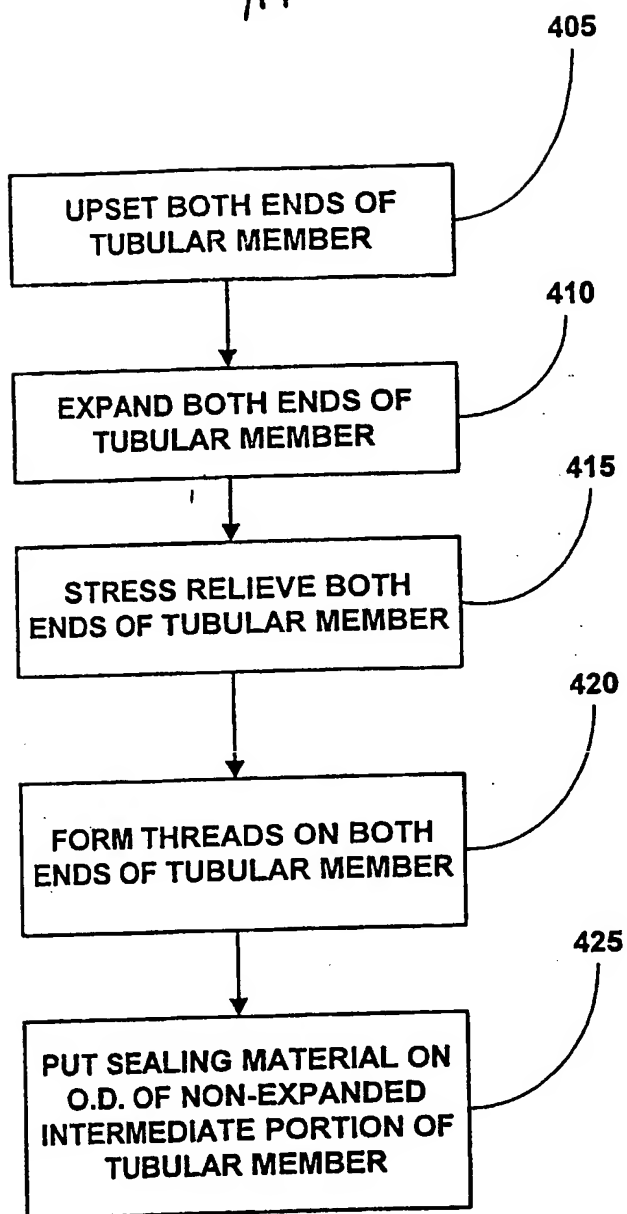 405
UPSET BOTH ENDS OF
TUBULAR MEMBER
410
EXPAND BOTH ENDS OF
TUBULAR MEMBER
415
STRESS RELIEVE BOTH
ENDS OF TUBULAR MEMBER
420
FORM THREADS ON BOTH
ENDS OF TUBULAR MEMBER
425
PUT SEALING MATERIAL ON
O.D. OF NON-EXPANDED
INTERMEDIATE PORTION OF
TUBULAR MEMBER